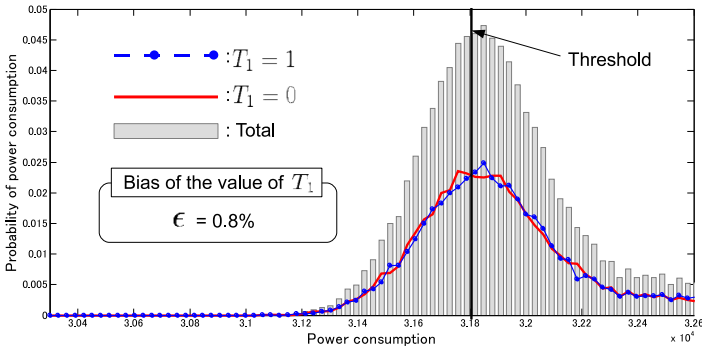 0.05
0.045
0.04
0.035
0.03
0.025
0.02
0.015
0.01
0.005
0
Probability of power consumption
: T₁ = 1
: T₁ = 0
: Total
Threshold
Bias of the value of T₁
ϵ = 0.8%
3.04 3.06 3.08 3.1 3.12 3.14 3.16 3.18 3.2 3.22 3.24 3.26
Power consumption
× 10⁴